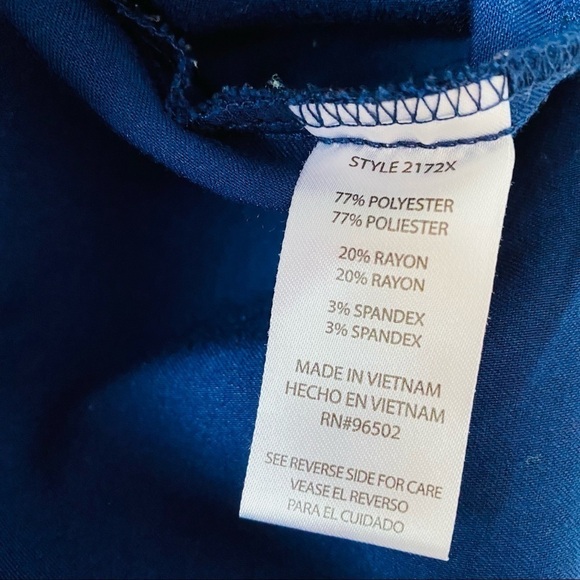 STYLE 2172X
77% POLYESTER
77% POLIESTER
20% RAYON
20% RAYON
3% SPANDEX
3% SPANDEX
MADE IN VIETNAM
HECHO EN VIETNAM
RN#96502
SEE REVERSE SIDE FOR CARE
VEASE EL REVERSO
PARA EL CUIDADO